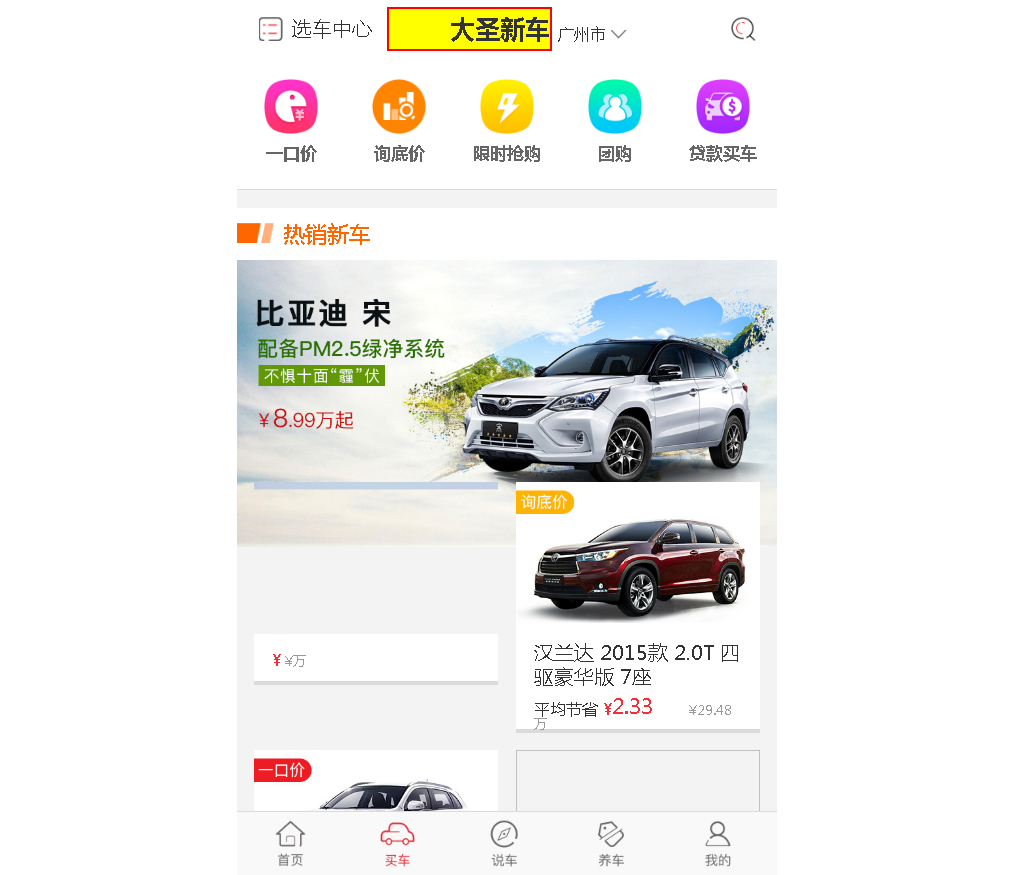 选车中心
大圣新车
广州市
一口价
询底价
限时抢购
团购
贷款买车
热销新车
比亚迪 宋
配备PM2.5绿净系统
不惧十面“霾”伏
¥8.99万起
询底价
¥ ¥万
汉兰达 2015款 2.0T 四
驱豪华版 7座
平均节省 ¥2.33 ¥29.48
万
一口价
首页
买车
说车
养车
我的